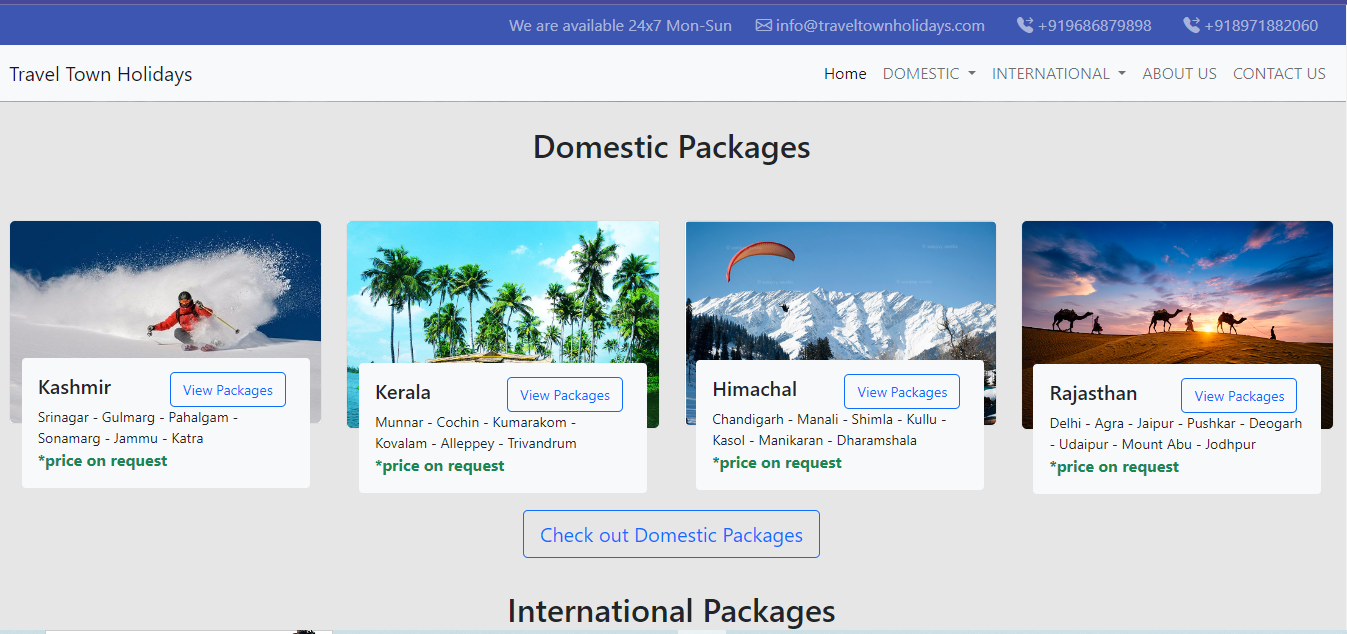 We are available 24x7 Mon-Sun info@traveltownholidays.com +919686879898 +918971882060
Travel Town Holidays Home DOMESTIC INTERNATIONAL ABOUT US CONTACT US
Domestic Packages
Kashmir View Packages
Srinagar - Gulmarg - Pahalgam -
Sonamarg - Jammu - Katra
*price on request
Kerala View Packages
Munnar - Cochin - Kumarakom -
Kovalam - Alleppey - Trivandrum
*price on request
Himachal View Packages
Chandigarh - Manali - Shimla - Kullu -
Kasol - Manikaran - Dharamshala
*price on request
Rajasthan View Packages
Delhi - Agra - Jaipur - Pushkar - Deogarh
- Udaipur - Mount Abu - Jodhpur
*price on request
Check out Domestic Packages
International Packages